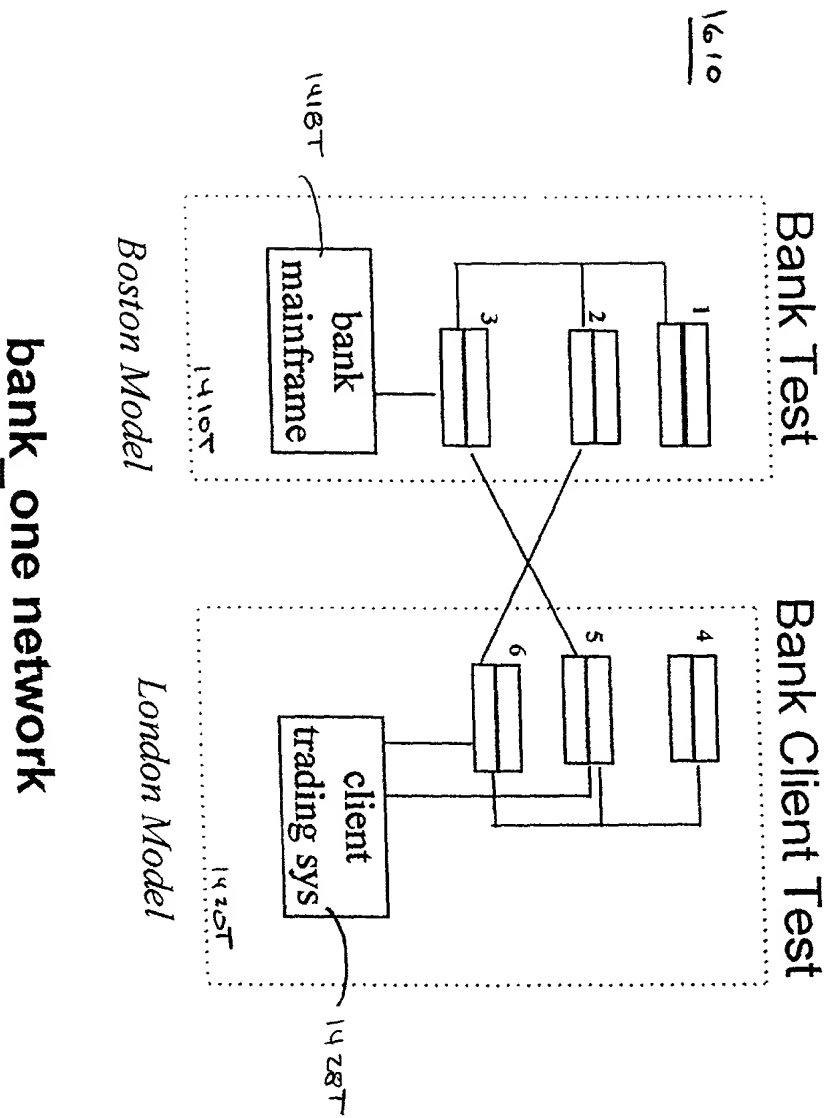 1610
Bank Test
Bank Client Test
1
2
3
4
5
6
bank
mainframe
client
trading sys
1418T
1410T
1420T
1428T
Boston Model
London Model
bank_one network